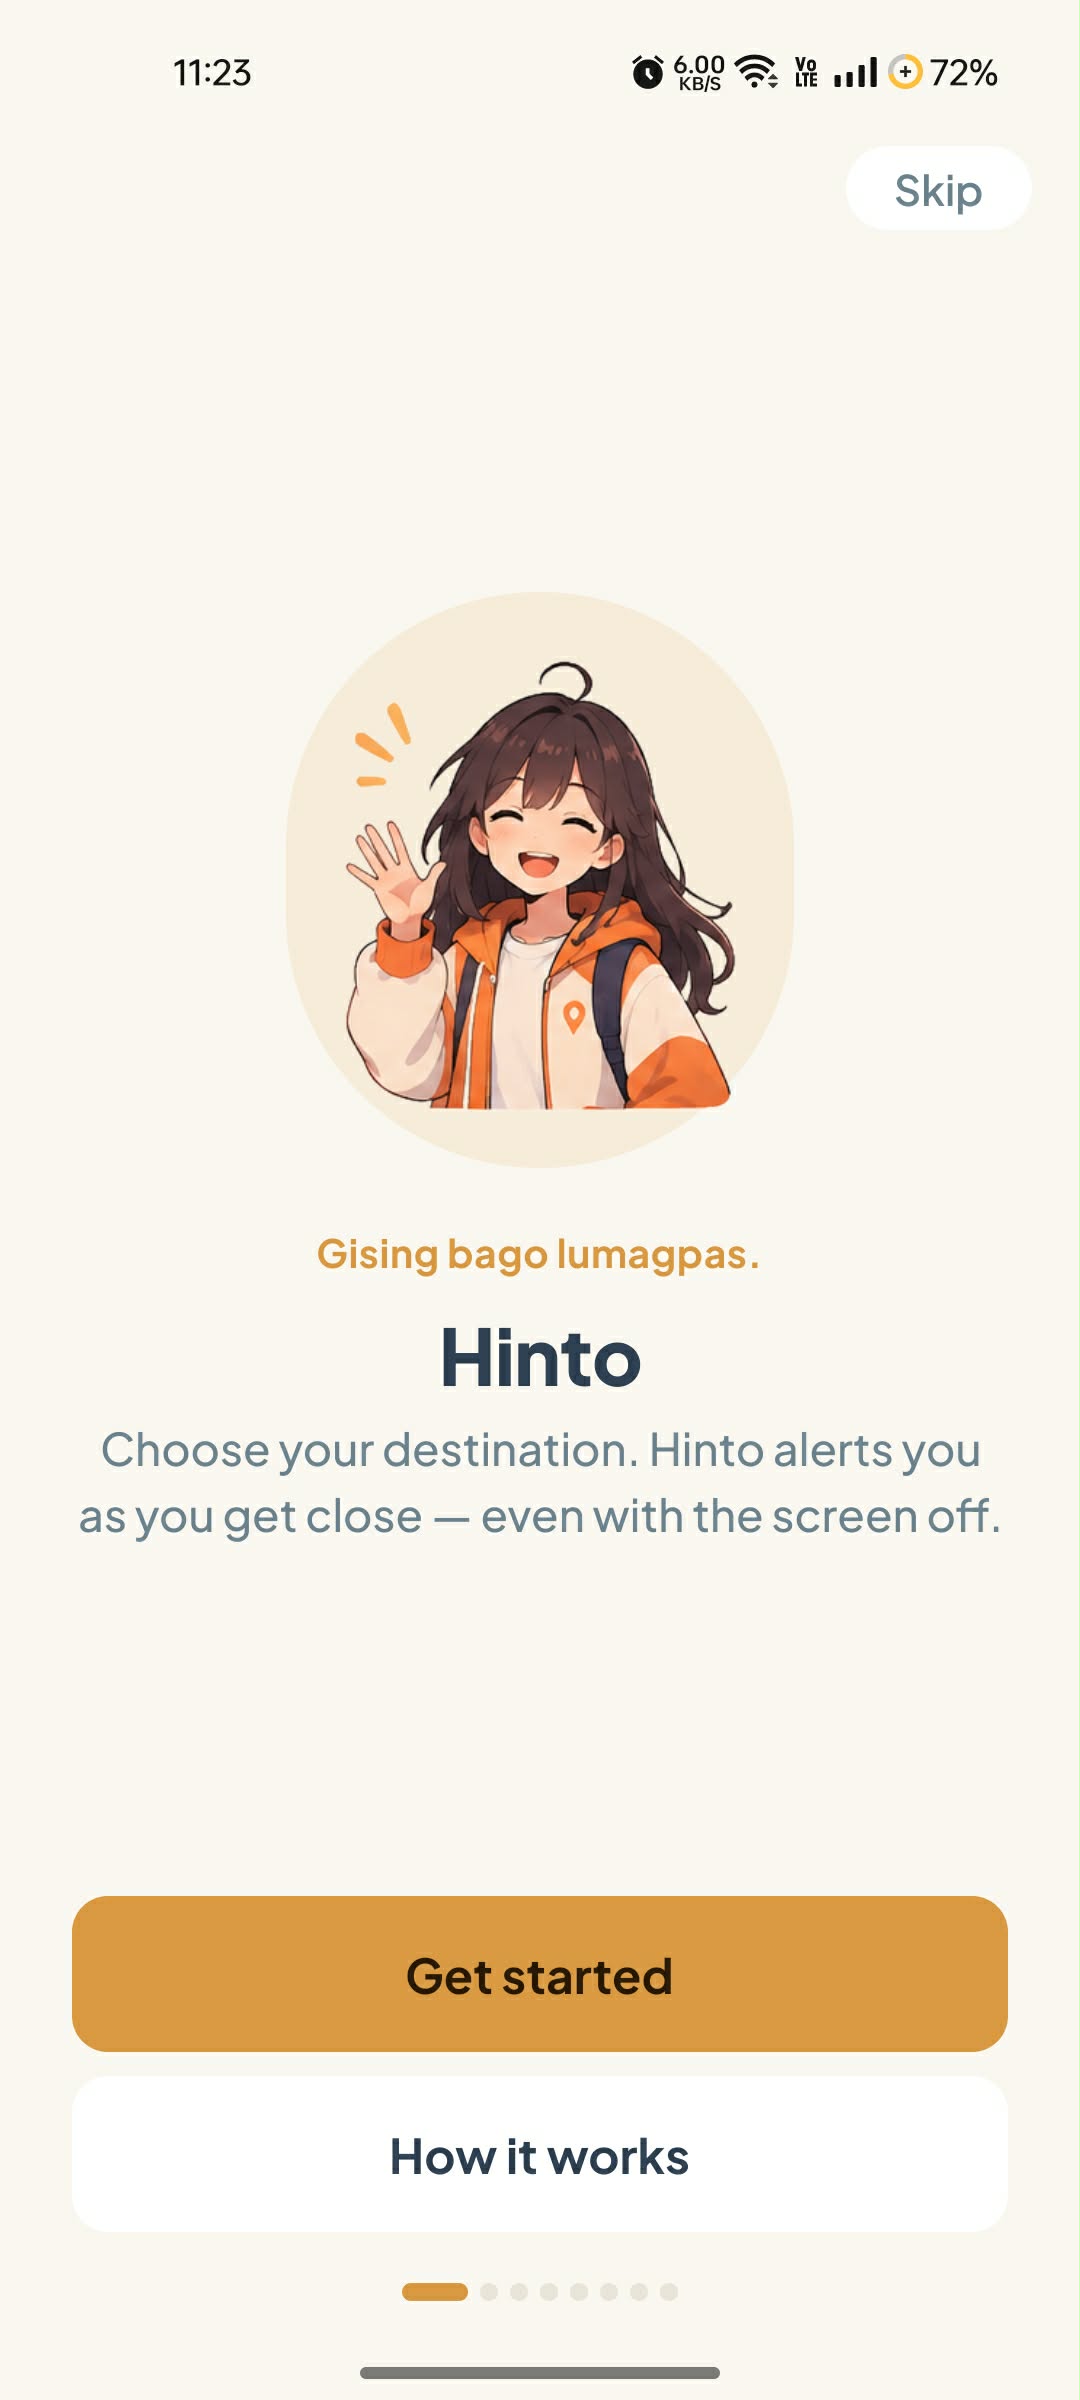 11:23
6.00
KB/S
Vo
LTE
72%
Skip
Gising bago lumagpas.
Hinto
Choose your destination. Hinto alerts you
as you get close — even with the screen off.
Get started
How it works